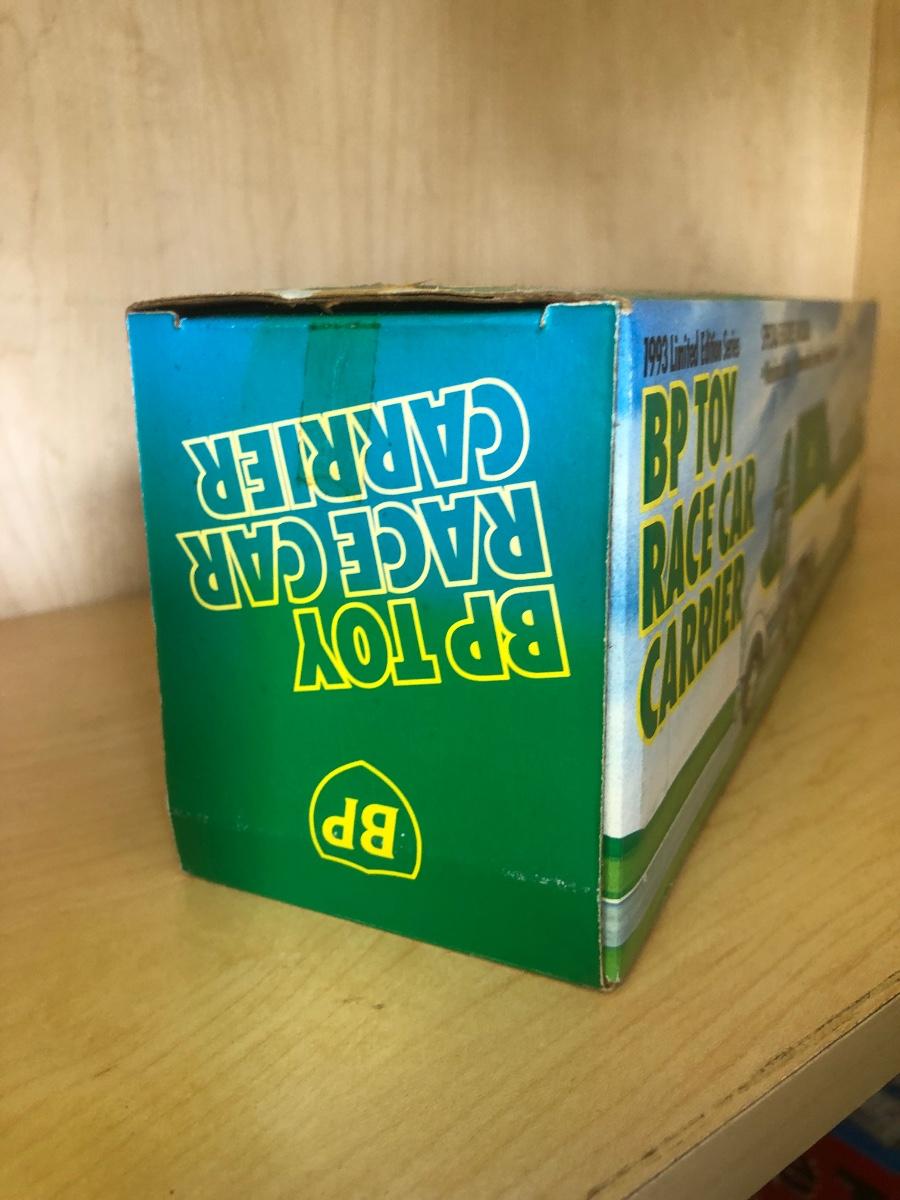 BP TOY
RACE CAR
CARRIER
BP
1993 Limited Edition Series
BP TOY
RACE CAR
CARRIER